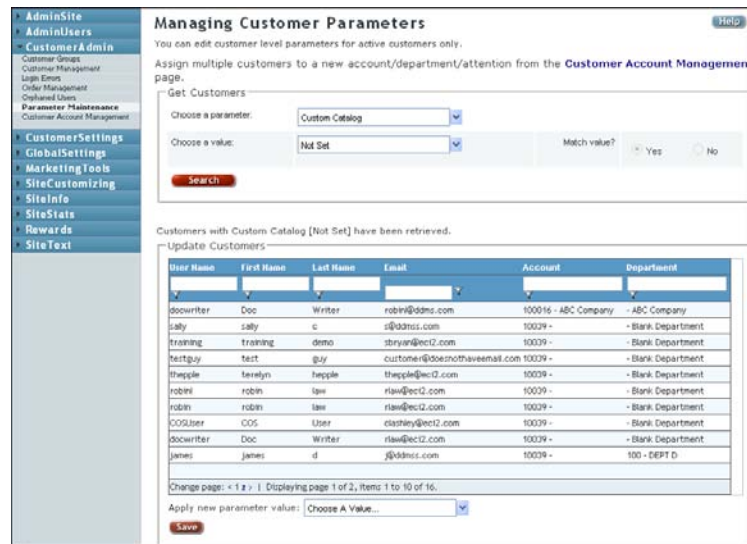 AdminSite
AdminUsers
CustomerAdmin
Customer Groups
Customer Management
Login Errors
Order Management
Orphaned Users
Parameter Maintenance
Customer Account Management
CustomerSettings
GlobalSettings
MarketingTools
SiteCustomizing
SiteInfo
SiteStats
Rewards
SiteText
Managing Customer Parameters
Help
You can edit customer level parameters for active customers only.
Assign multiple customers to a new account/department/attention from the Customer Account Managemen
page.
Get Customers
Choose a parameter: Custom Catalog
Choose a value: Not Set Match value? Yes No
Search
Customers with Custom Catalog [Not Set] have been retrieved.
Update Customers
User Name First Name Last Name Email Account Department
docwriter Doc Writer robinl@ddms.com 100016 - ABC Company - ABC Company
sally sally c s@ddmss.com 10039 - - Blank Department
training training demo sbryan@eci2.com 10039 - - Blank Department
testguy test guy customer@doesnothaveemail.com 10039 - - Blank Department
thepple terelyn hepple thepple@eci2.com 10039 - - Blank Department
robinl robin law rlaw@eci2.com 10039 - - Blank Department
robin robin law rlaw@eci2.com 10039 - - Blank Department
COSUser COS User clashley@eci2.com 10039 - - Blank Department
docwriter Doc Writer rlaw@eci2.com 10039 - - Blank Department
james james d j@ddmss.com 10039 - 100 - DEPT D
Change page: < 1 2 > | Displaying page 1 of 2, items 1 to 10 of 16.
Apply new parameter value: Choose A Value...
Save